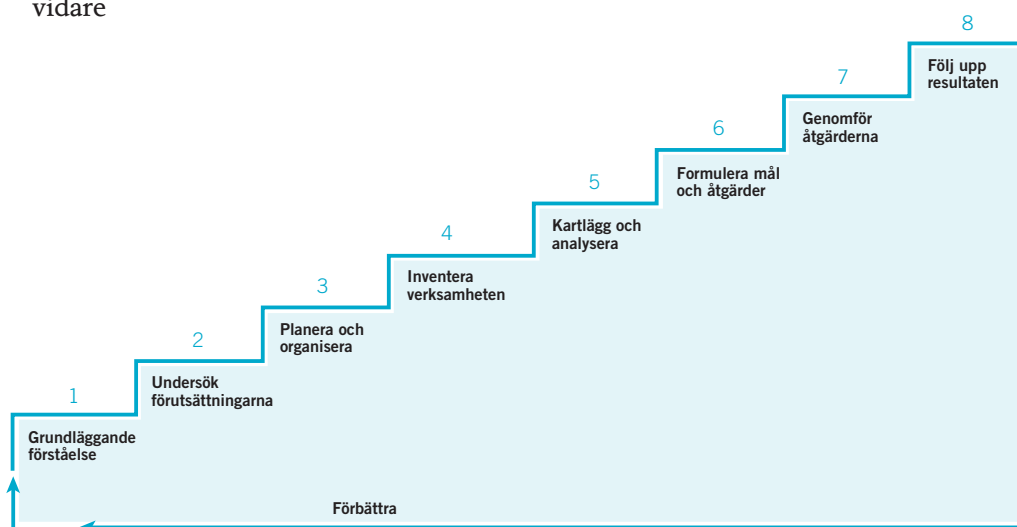 vidare
1
Grundläggande
förståelse
2
Undersök
förutsättningarna
3
Planera och
organisera
4
Inventera
verksamheten
5
Kartlägg och
analysera
6
Formulera mål
och åtgärder
7
Genomför
åtgärderna
8
Följ upp
resultaten
Förbättra